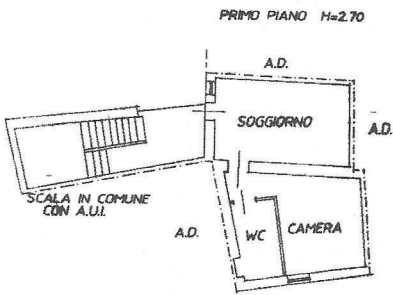 PRIMO PIANO H=2.70
A.D.
SOGGIORNO
A.D.
SCALA IN COMUNE
CON A.U.I.
A.D.
WC
CAMERA